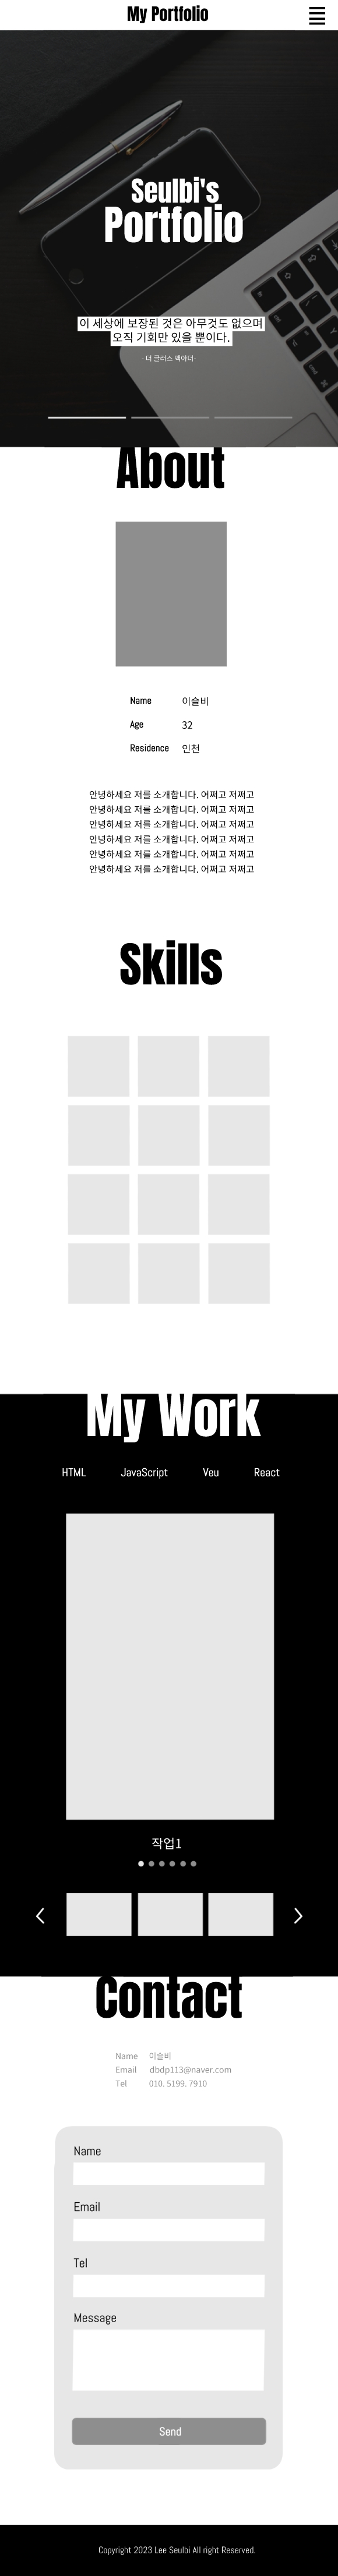 My Portfolio
Seulbi's
Portfolio
이 세상에 보장된 것은 아무것도 없으며
오직 기회만 있을 뿐이다.
- 더 글러스 맥아더-
About
Name 이슬비
Age 32
Residence 인천
안녕하세요 저를 소개합니다. 어쩌고 저쩌고
안녕하세요 저를 소개합니다. 어쩌고 저쩌고
안녕하세요 저를 소개합니다. 어쩌고 저쩌고
안녕하세요 저를 소개합니다. 어쩌고 저쩌고
안녕하세요 저를 소개합니다. 어쩌고 저쩌고
안녕하세요 저를 소개합니다. 어쩌고 저쩌고
Skills
My Work
HTML JavaScript Veu React
작업1
Contact
Name 이슬비
Email dbdp113@naver.com
Tel 010. 5199. 7910
Name
Email
Tel
Message
Send
Copyright 2023 Lee Seulbi All right Reserved.